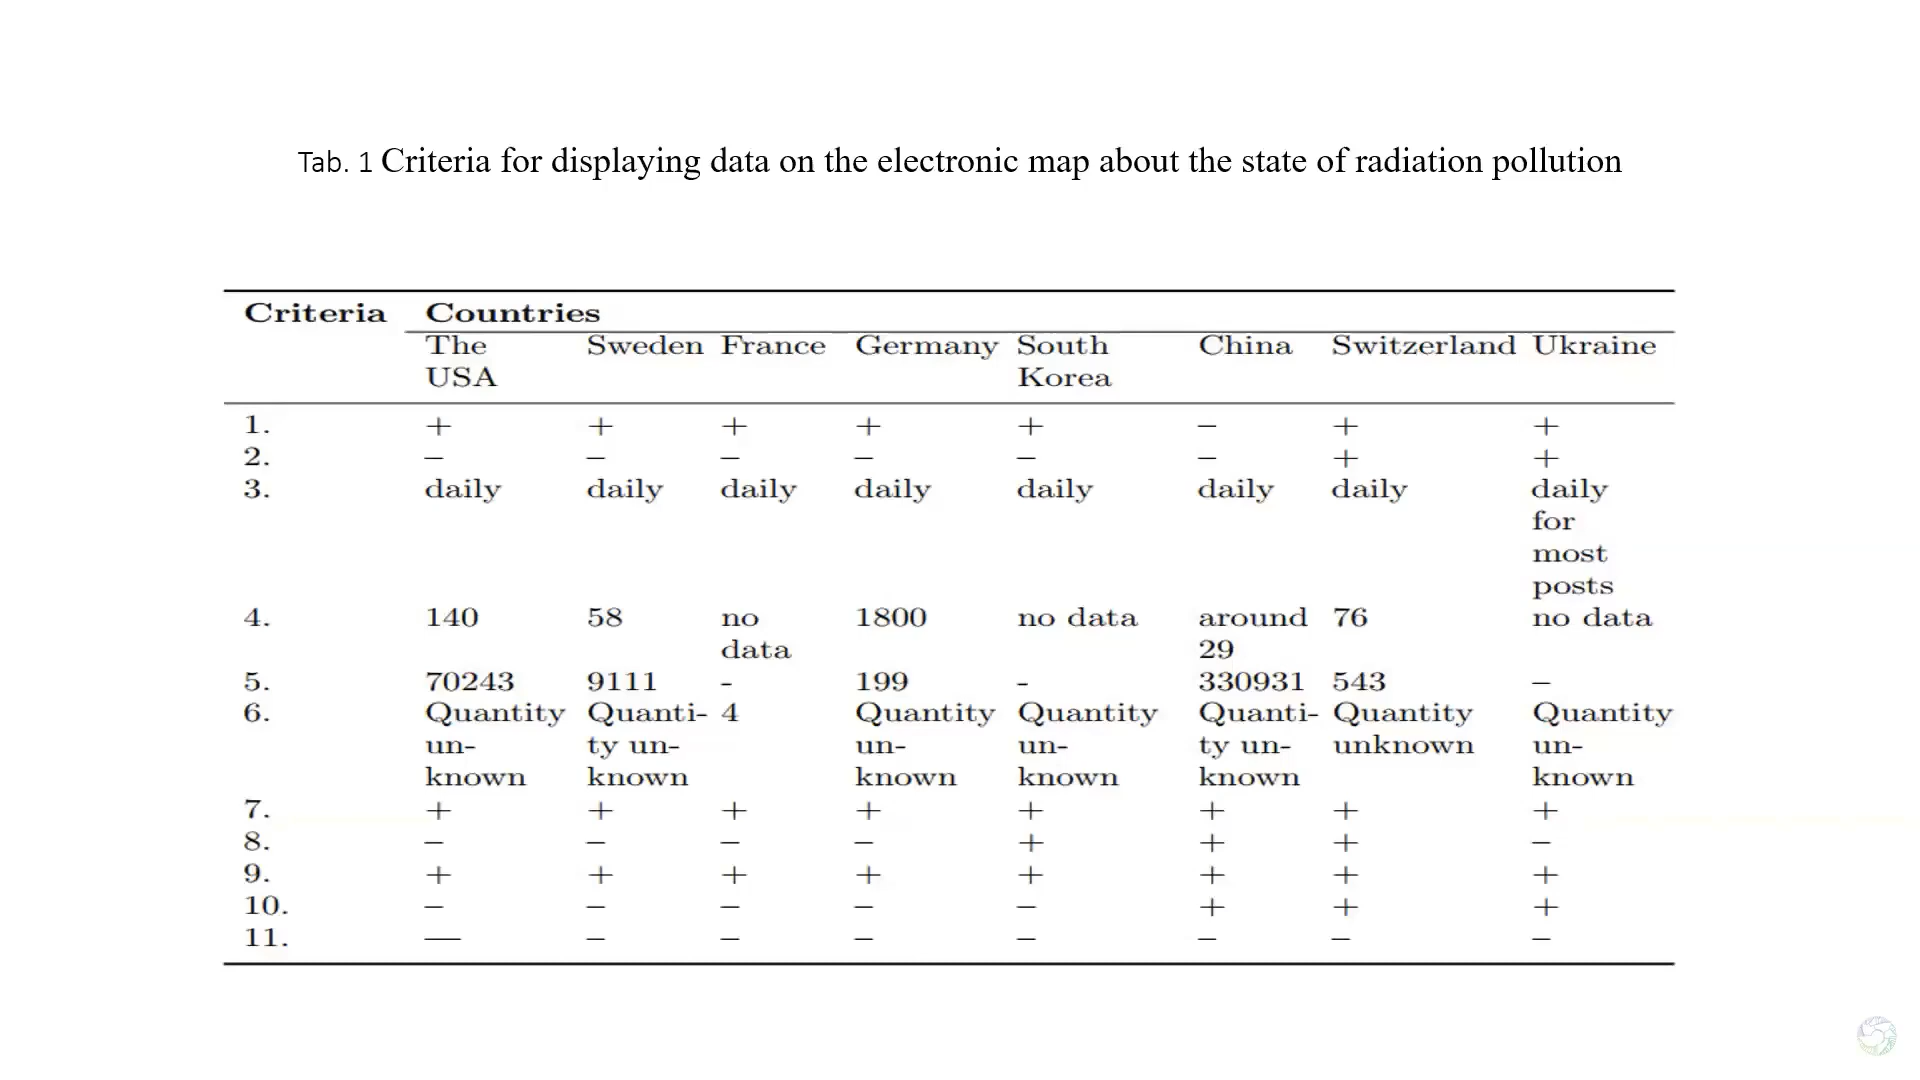 Tab. 1 Criteria for displaying data on the electronic map about the state of radiation pollution
Criteria Countries
The Sweden France Germany South China Switzerland Ukraine
USA Korea
1. + + + + + – + +
2. – – – – – – + +
3. daily daily daily daily daily daily daily daily
for
most
posts
4. 140 58 no 1800 no data around 76 no data
data 29
5. 70243 9111 - 199 - 330931 543 –
6. Quantity Quanti- 4 Quantity Quantity Quanti- Quantity Quantity
un- ty un- un- un- ty un- unknown un-
known known known known known known
7. + + + + + + + +
8. – – – – + + + –
9. + + + + + + + +
10. – – – – – + + +
11. — – – – – – – –